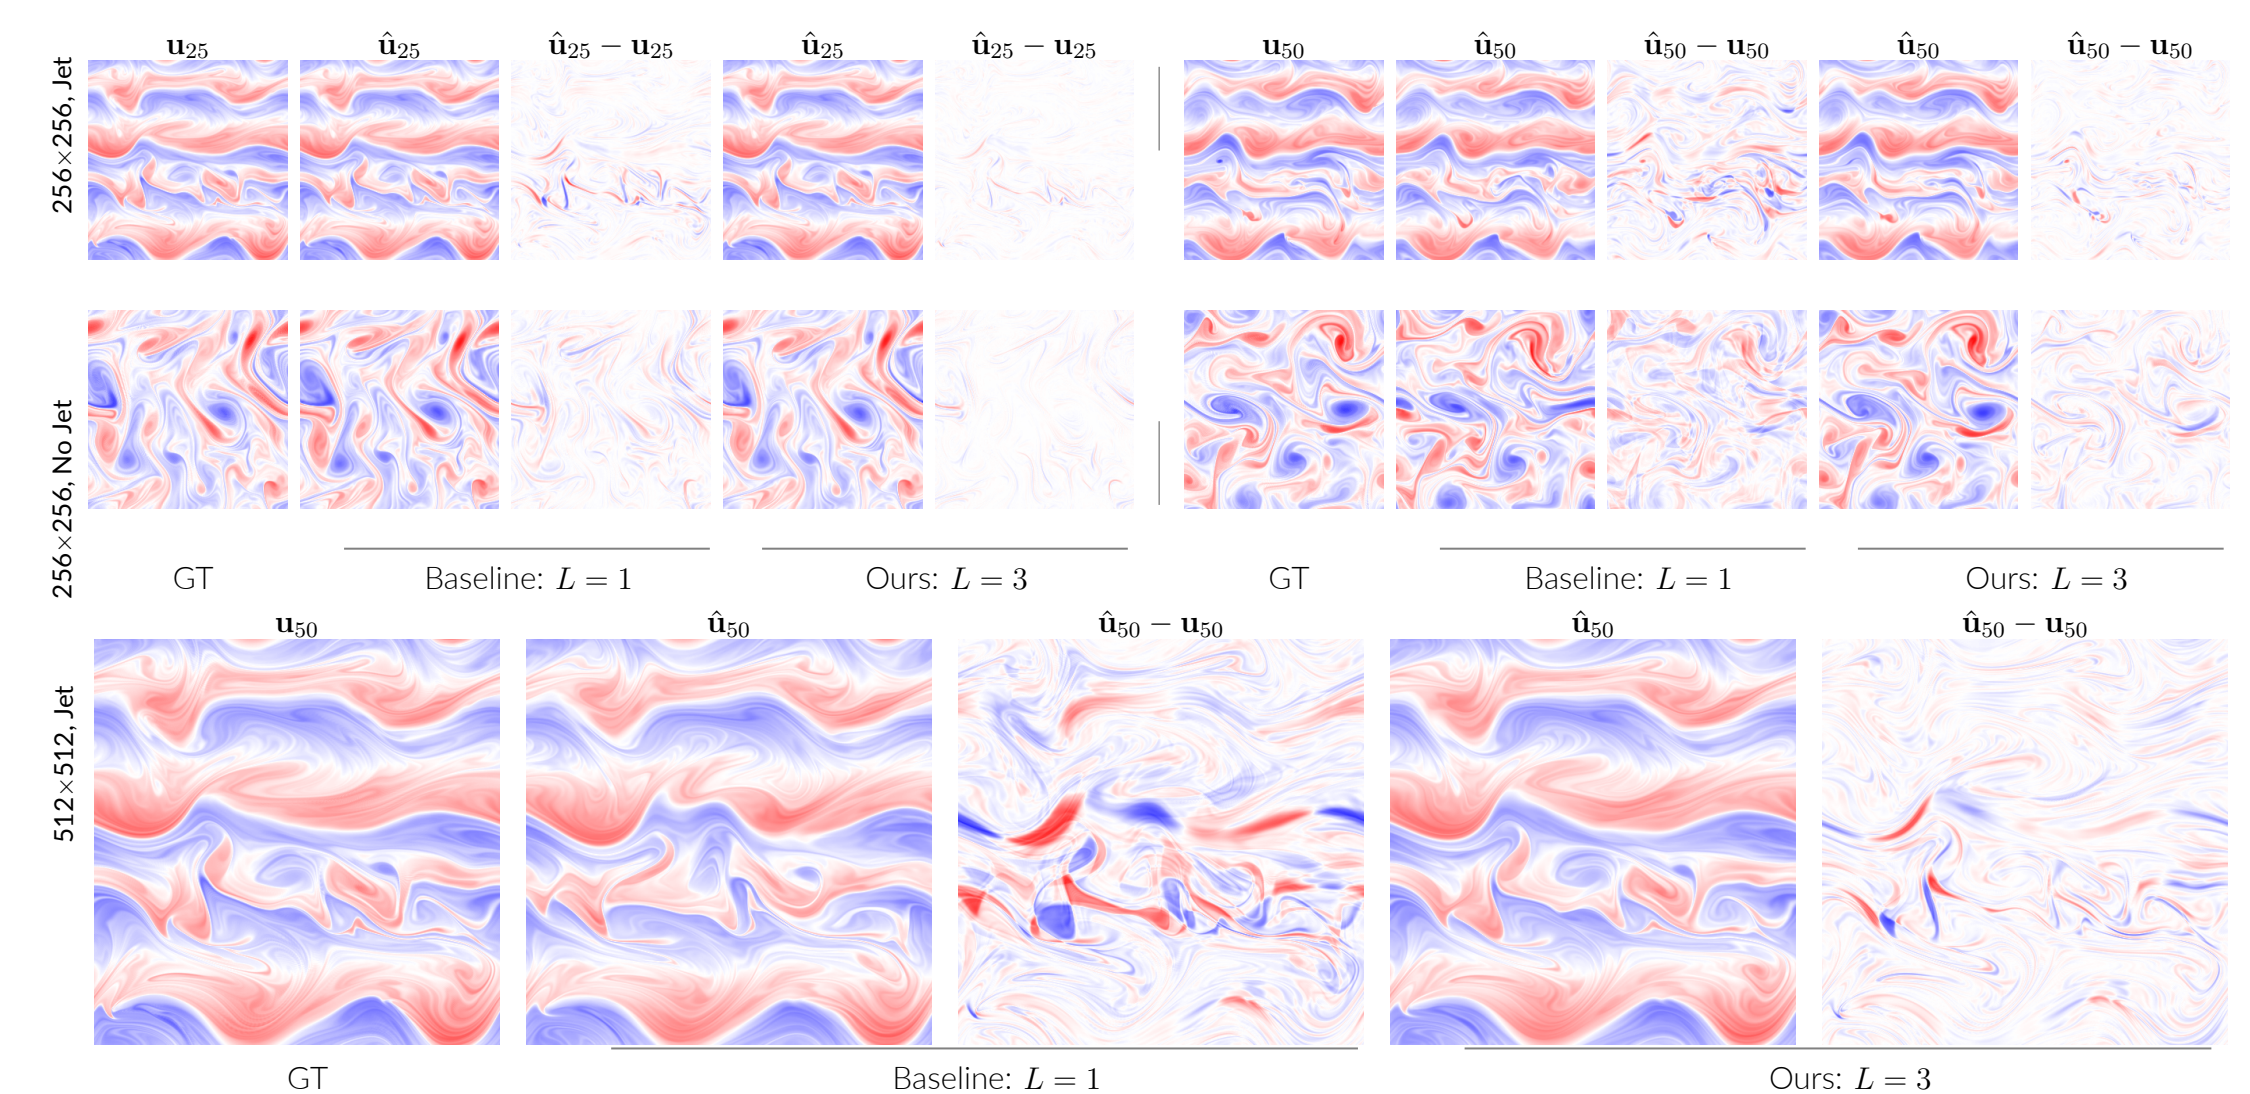 u₂₅ û₂₅ û₂₅ − u₂₅ û₂₅ û₂₅ − u₂₅ u₅₀ û₅₀ û₅₀ − u₅₀ û₅₀ û₅₀ − u₅₀
256×256, Jet
256×256, No Jet
GT Baseline: L = 1 Ours: L = 3 GT Baseline: L = 1 Ours: L = 3
u₅₀ û₅₀ û₅₀ − u₅₀ û₅₀ û₅₀ − u₅₀
512×512, Jet
GT Baseline: L = 1 Ours: L = 3